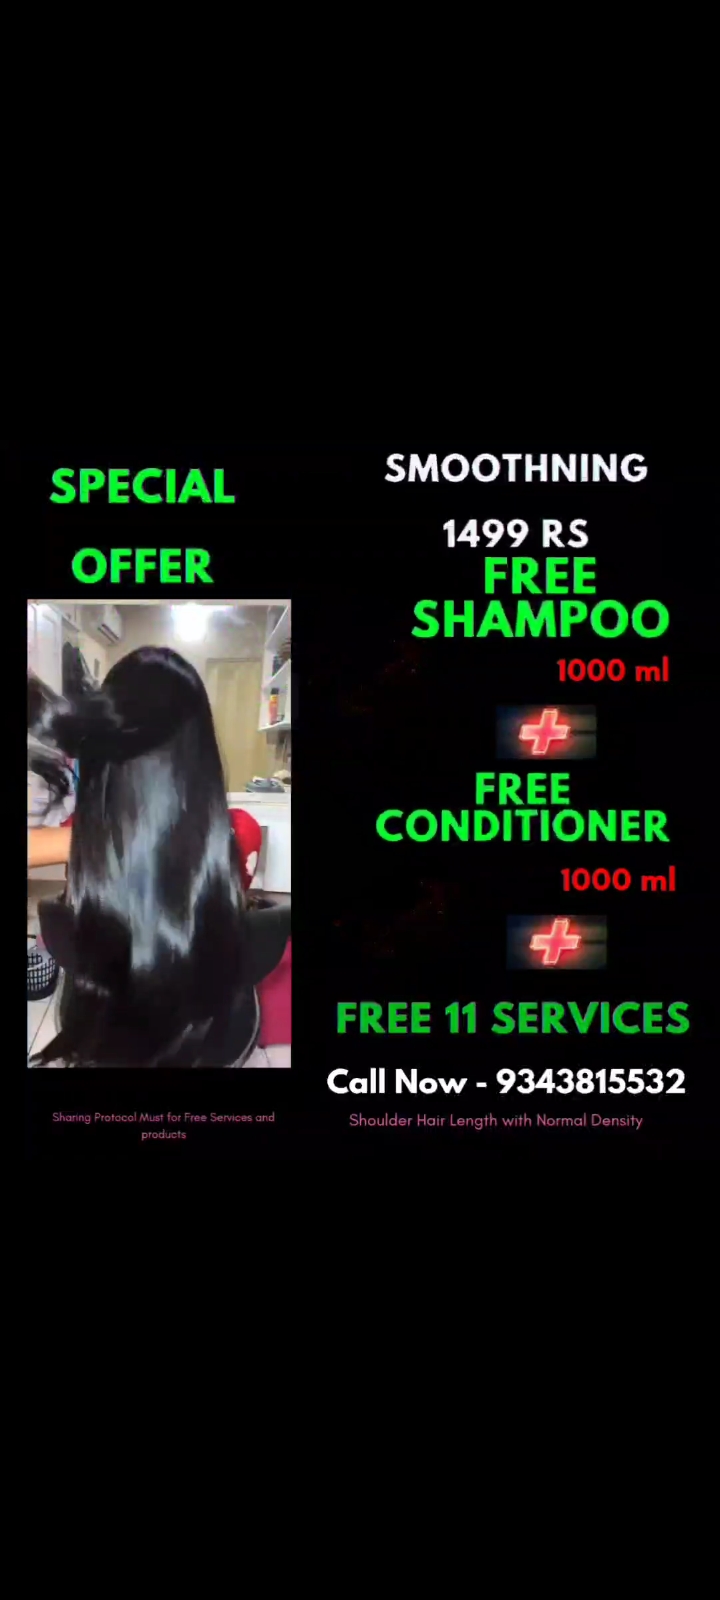 SPECIAL
OFFER
SMOOTHNING
1499 RS
FREE
SHAMPOO
1000 ml
FREE
CONDITIONER
1000 ml
FREE 11 SERVICES
Call Now - 9343815532
Sharing Protocol Must for Free Services and
products
Shoulder Hair Length with Normal Density